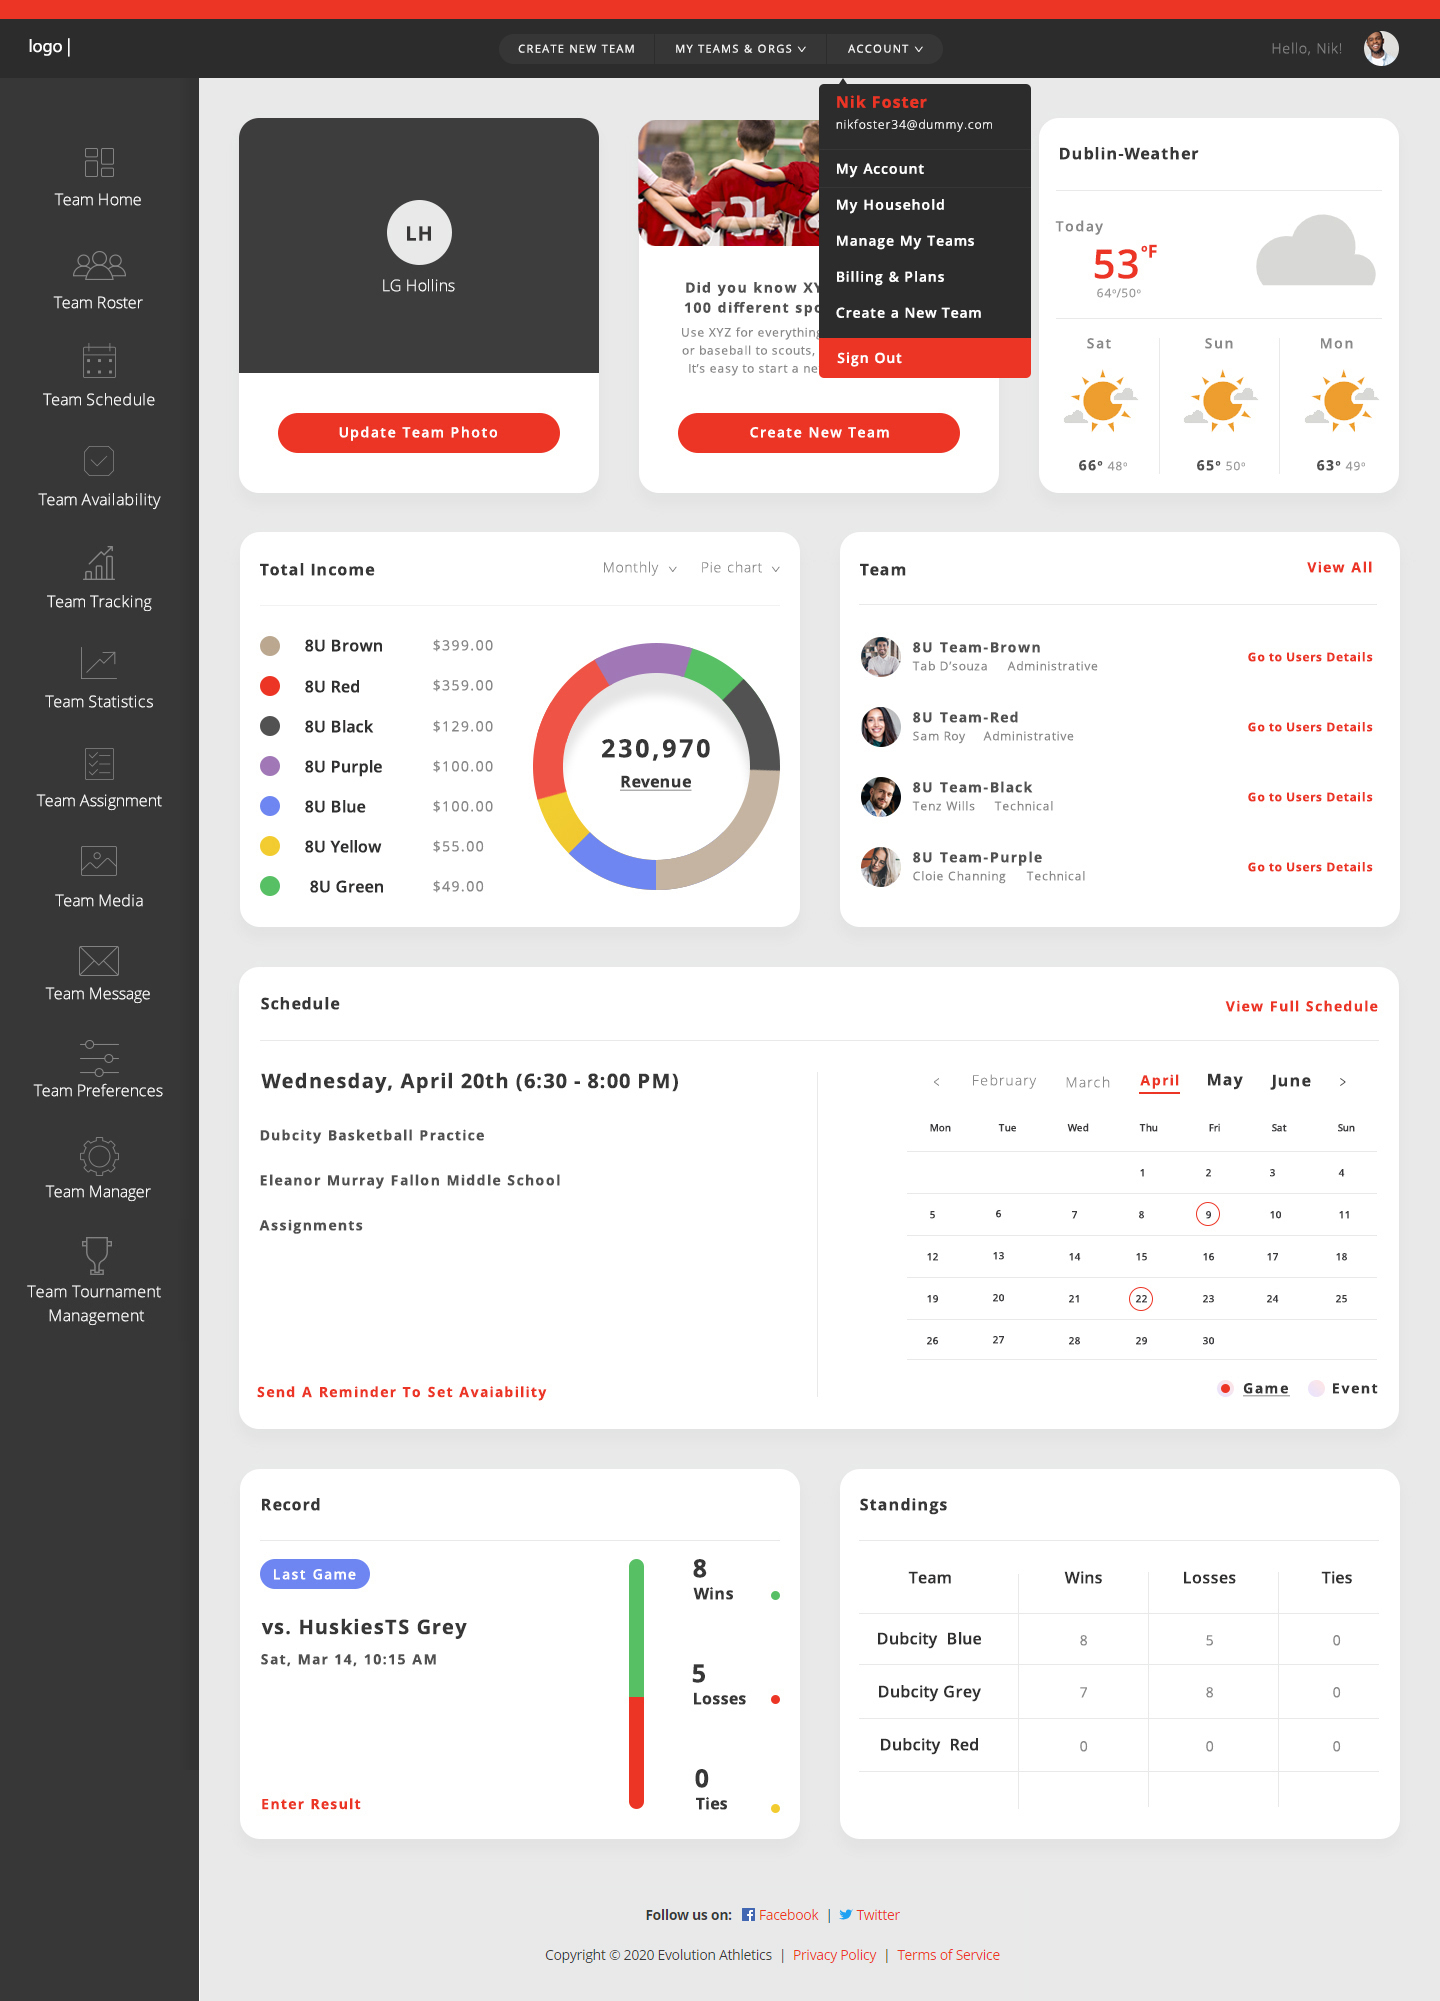 logo |
CREATE NEW TEAM
MY TEAMS & ORGS
ACCOUNT
Hello, Nik!
Nik Foster
nikfoster34@dummy.com
My Account
My Household
Manage My Teams
Billing & Plans
Create a New Team
Sign Out
Team Home
Team Roster
Team Schedule
Team Availability
Team Tracking
Team Statistics
Team Assignment
Team Media
Team Message
Team Preferences
Team Manager
Team Tournament
Management
LH
LG Hollins
Update Team Photo
21
Did you know XY
100 different spo
Use XYZ for everything
or baseball to scouts,
It's easy to start a ne
Create New Team
Dublin-Weather
Today
53°F
64°/50°
Sat Sun Mon
66° 48° 65° 50° 63° 49°
Total Income
Monthly
Pie chart
8U Brown $399.00
8U Red $359.00
8U Black $129.00
8U Purple $100.00
8U Blue $100.00
8U Yellow $55.00
8U Green $49.00
230,970
Revenue
Team
View All
8U Team-Brown
Tab D'souza Administrative
Go to Users Details
8U Team-Red
Sam Roy Administrative
Go to Users Details
8U Team-Black
Tenz Wills Technical
Go to Users Details
8U Team-Purple
Cloie Channing Technical
Go to Users Details
Schedule
View Full Schedule
Wednesday, April 20th (6:30 - 8:00 PM)
Dubcity Basketball Practice
Eleanor Murray Fallon Middle School
Assignments
Send A Reminder To Set Avaiability
< February March April May June >
Mon Tue Wed Thu Fri Sat Sun
1 2 3 4
5 6 7 8 9 10 11
12 13 14 15 16 17 18
19 20 21 22 23 24 25
26 27 28 29 30
Game Event
Record
Last Game
vs. HuskiesTS Grey
Sat, Mar 14, 10:15 AM
Enter Result
8
Wins
5
Losses
0
Ties
Standings
Team Wins Losses Ties
Dubcity Blue 8 5 0
Dubcity Grey 7 8 0
Dubcity Red 0 0 0
Follow us on: Facebook | Twitter
Copyright © 2020 Evolution Athletics | Privacy Policy | Terms of Service